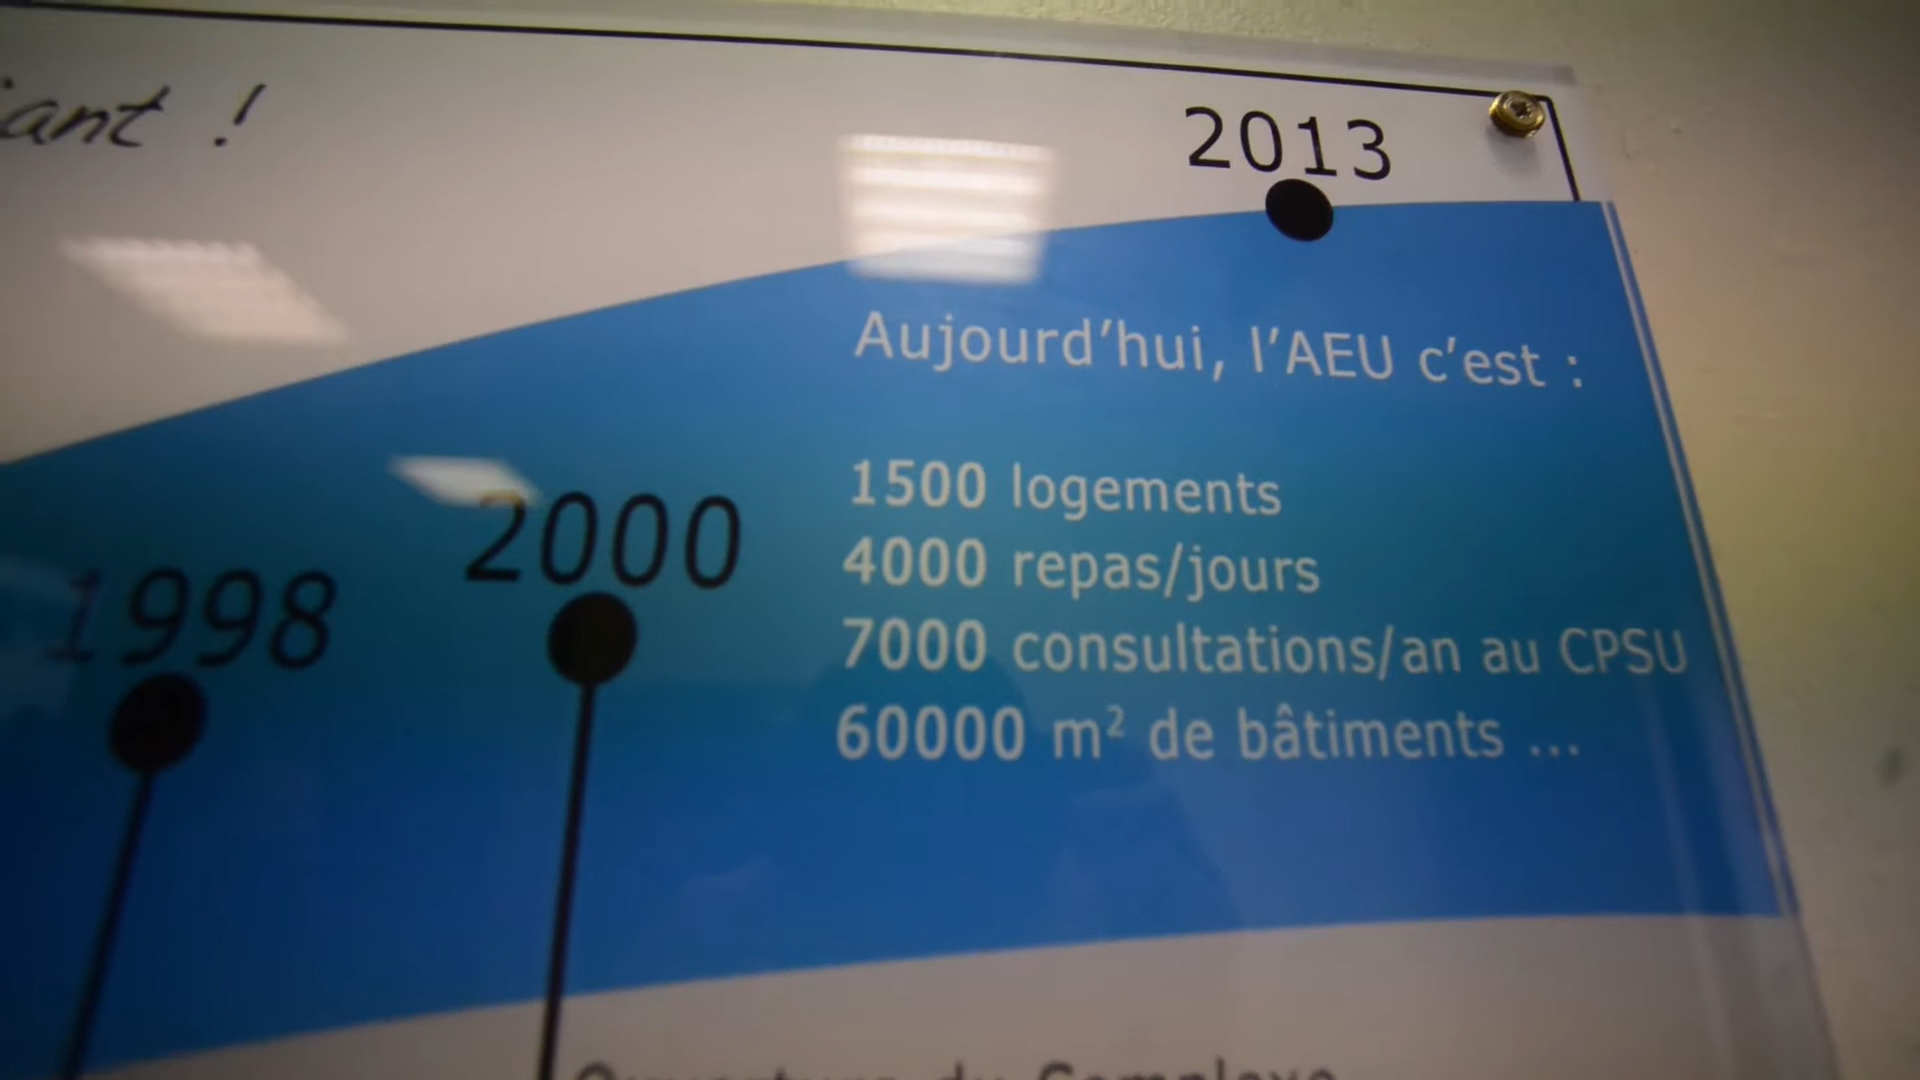 !
2013
Aujourd'hui, l'AEU c'est :
1500 logements
4000 repas/jours
7000 consultations/an au CPSU
60000 m² de bâtiments ...
2000
1998